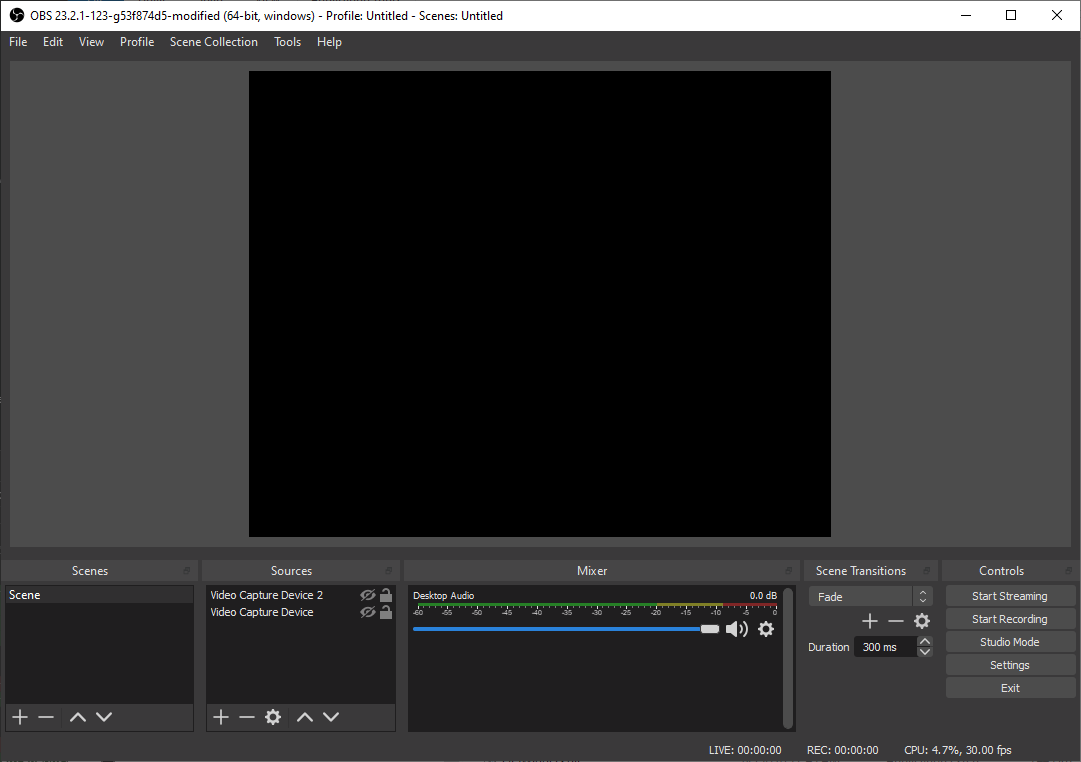 OBS 23.2.1-123-g53f874d5-modified (64-bit, windows) - Profile: Untitled - Scenes: Untitled
File Edit View Profile Scene Collection Tools Help
Scenes
Scene
Sources
Video Capture Device 2
Video Capture Device
Mixer
Desktop Audio 0.0 dB
-60 -55 -50 -45 -40 -35 -30 -25 -20 -15 -10 -5 0
Scene Transitions
Fade
Duration 300 ms
Controls
Start Streaming
Start Recording
Studio Mode
Settings
Exit
LIVE: 00:00:00 REC: 00:00:00 CPU: 4.7%, 30.00 fps